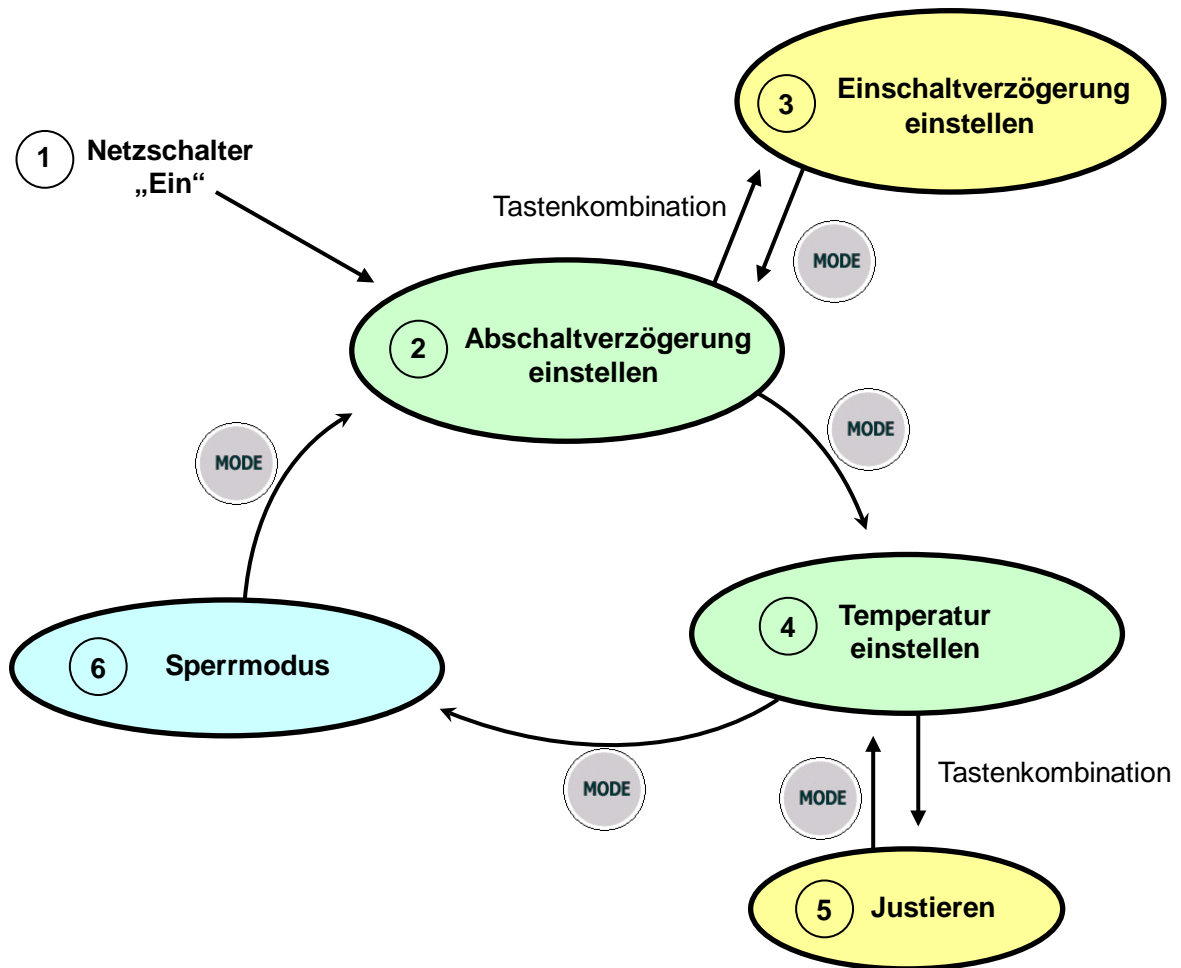 3 Einschaltverzögerung
einstellen
1 Netzschalter
„Ein“
Tastenkombination
MODE
2 Abschaltverzögerung
einstellen
MODE
MODE
4 Temperatur
einstellen
6 Sperrmodus
MODE
MODE
Tastenkombination
5 Justieren